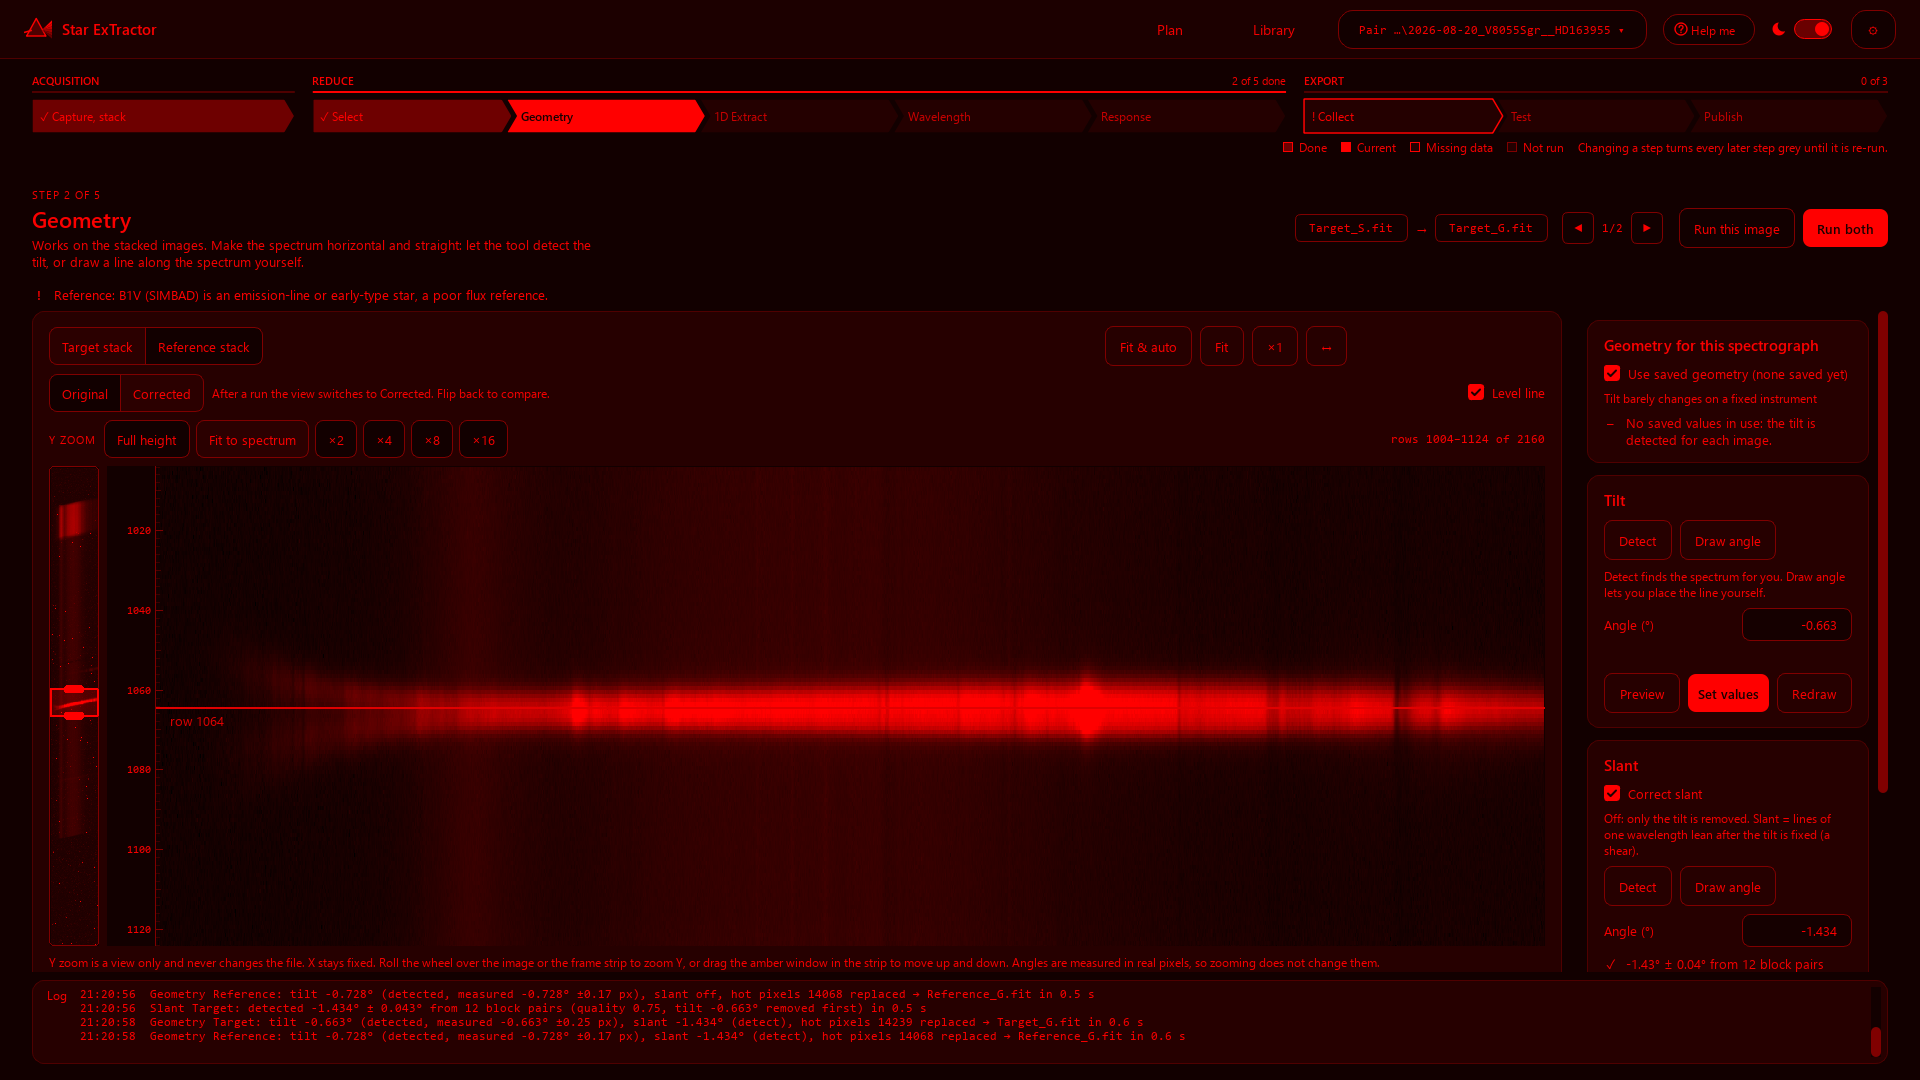 Star ExTractor
Plan
Library
Pair …\2026-08-20_V8055Sgr__HD163955 ▾
Help me
ACQUISITION
REDUCE
2 of 5 done
EXPORT
0 of 3
✓ Capture, stack
✓ Select
Geometry
1D Extract
Wavelength
Response
! Collect
Test
Publish
Done
Current
Missing data
Not run
Changing a step turns every later step grey until it is re-run.
STEP 2 OF 5
Geometry
Works on the stacked images. Make the spectrum horizontal and straight: let the tool detect the
tilt, or draw a line along the spectrum yourself.
Target_S.fit → Target_G.fit
◄ 1/2 ►
Run this image
Run both
! Reference: B1V (SIMBAD) is an emission-line or early-type star, a poor flux reference.
Target stack
Reference stack
Fit & auto
Fit
×1
↔
Original
Corrected
After a run the view switches to Corrected. Flip back to compare.
Level line
Y ZOOM
Full height
Fit to spectrum
×2
×4
×8
×16
rows 1004–1124 of 2160
1020
1040
1060
row 1064
1080
1100
1120
Y zoom is a view only and never changes the file. X stays fixed. Roll the wheel over the image or the frame strip to zoom Y, or drag the amber window in the strip to move up and down. Angles are measured in real pixels, so zooming does not change them.
Geometry for this spectrograph
Use saved geometry (none saved yet)
Tilt barely changes on a fixed instrument
– No saved values in use: the tilt is
detected for each image.
Tilt
Detect
Draw angle
Detect finds the spectrum for you. Draw angle
lets you place the line yourself.
Angle (°)
-0.663
Preview
Set values
Redraw
Slant
Correct slant
Off: only the tilt is removed. Slant = lines of
one wavelength lean after the tilt is fixed (a
shear).
Detect
Draw angle
Angle (°)
-1.434
✓ -1.43° ± 0.04° from 12 block pairs
Log
21:20:56 Geometry Reference: tilt -0.728° (detected, measured -0.728° ±0.17 px), slant off, hot pixels 14068 replaced → Reference_G.fit in 0.5 s
21:20:56 Slant Target: detected -1.434° ± 0.043° from 12 block pairs (quality 0.75, tilt -0.663° removed first) in 0.5 s
21:20:58 Geometry Target: tilt -0.663° (detected, measured -0.663° ±0.25 px), slant -1.434° (detect), hot pixels 14239 replaced → Target_G.fit in 0.6 s
21:20:58 Geometry Reference: tilt -0.728° (detected, measured -0.728° ±0.17 px), slant -1.434° (detect), hot pixels 14068 replaced → Reference_G.fit in 0.6 s